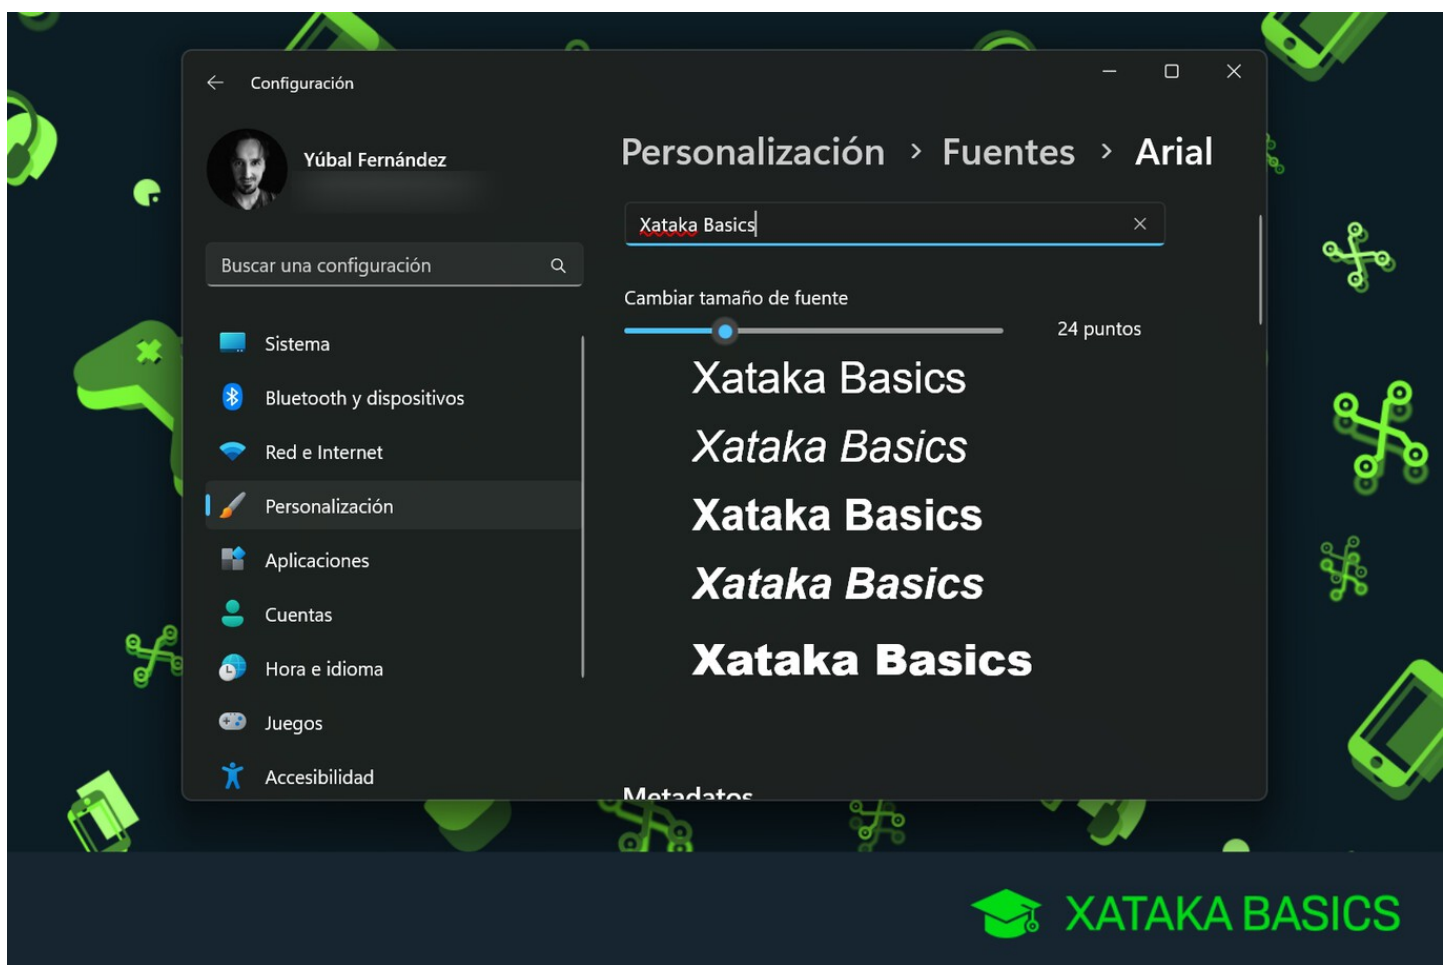 Configuración
Yúbal Fernández
Buscar una configuración
Sistema
Bluetooth y dispositivos
Red e Internet
Personalización
Aplicaciones
Cuentas
Hora e idioma
Juegos
Accesibilidad
Personalización > Fuentes > Arial
Xataka Basics
Cambiar tamaño de fuente
24 puntos
Xataka Basics
Xataka Basics
Xataka Basics
Xataka Basics
Xataka Basics
Metadatos
XATAKA BASICS